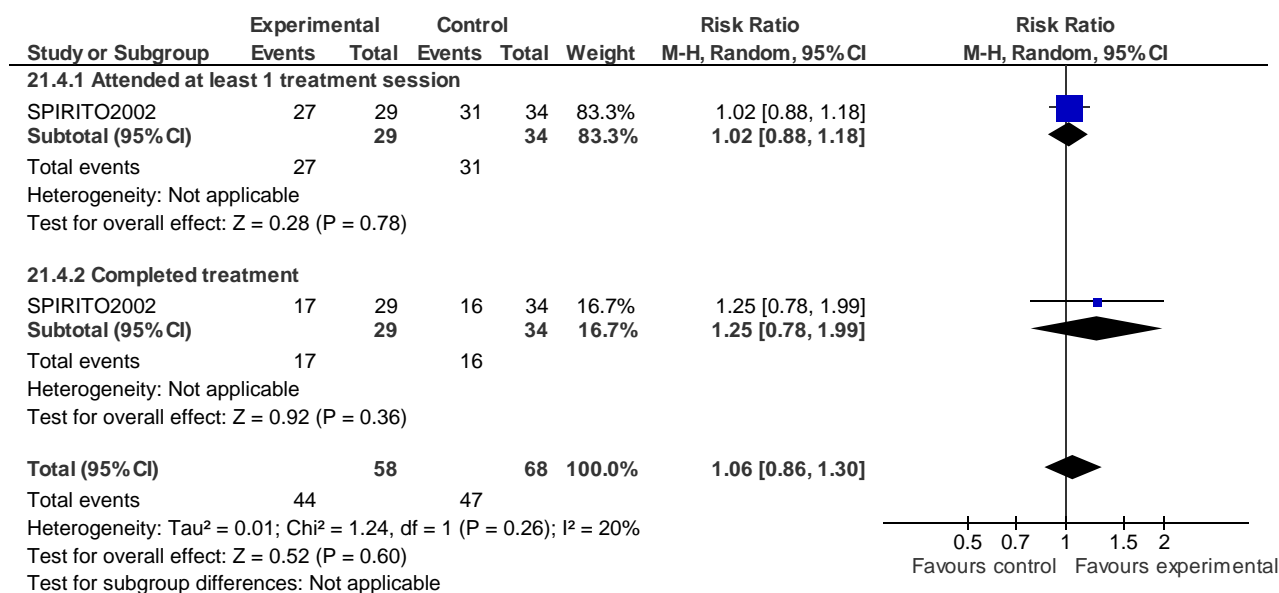 Experimental Control Risk Ratio Risk Ratio
Study or Subgroup Events Total Events Total Weight M-H, Random, 95% CI M-H, Random, 95% CI
21.4.1 Attended at least 1 treatment session
SPIRITO2002 27 29 31 34 83.3% 1.02 [0.88, 1.18]
Subtotal (95% CI) 29 34 83.3% 1.02 [0.88, 1.18]
Total events 27 31
Heterogeneity: Not applicable
Test for overall effect: Z = 0.28 (P = 0.78)
21.4.2 Completed treatment
SPIRITO2002 17 29 16 34 16.7% 1.25 [0.78, 1.99]
Subtotal (95% CI) 29 34 16.7% 1.25 [0.78, 1.99]
Total events 17 16
Heterogeneity: Not applicable
Test for overall effect: Z = 0.92 (P = 0.36)
Total (95% CI) 58 68 100.0% 1.06 [0.86, 1.30]
Total events 44 47
Heterogeneity: Tau² = 0.01; Chi² = 1.24, df = 1 (P = 0.26); I² = 20%
Test for overall effect: Z = 0.52 (P = 0.60)
Test for subgroup differences: Not applicable
0.5 0.7 1 1.5 2
Favours control Favours experimental